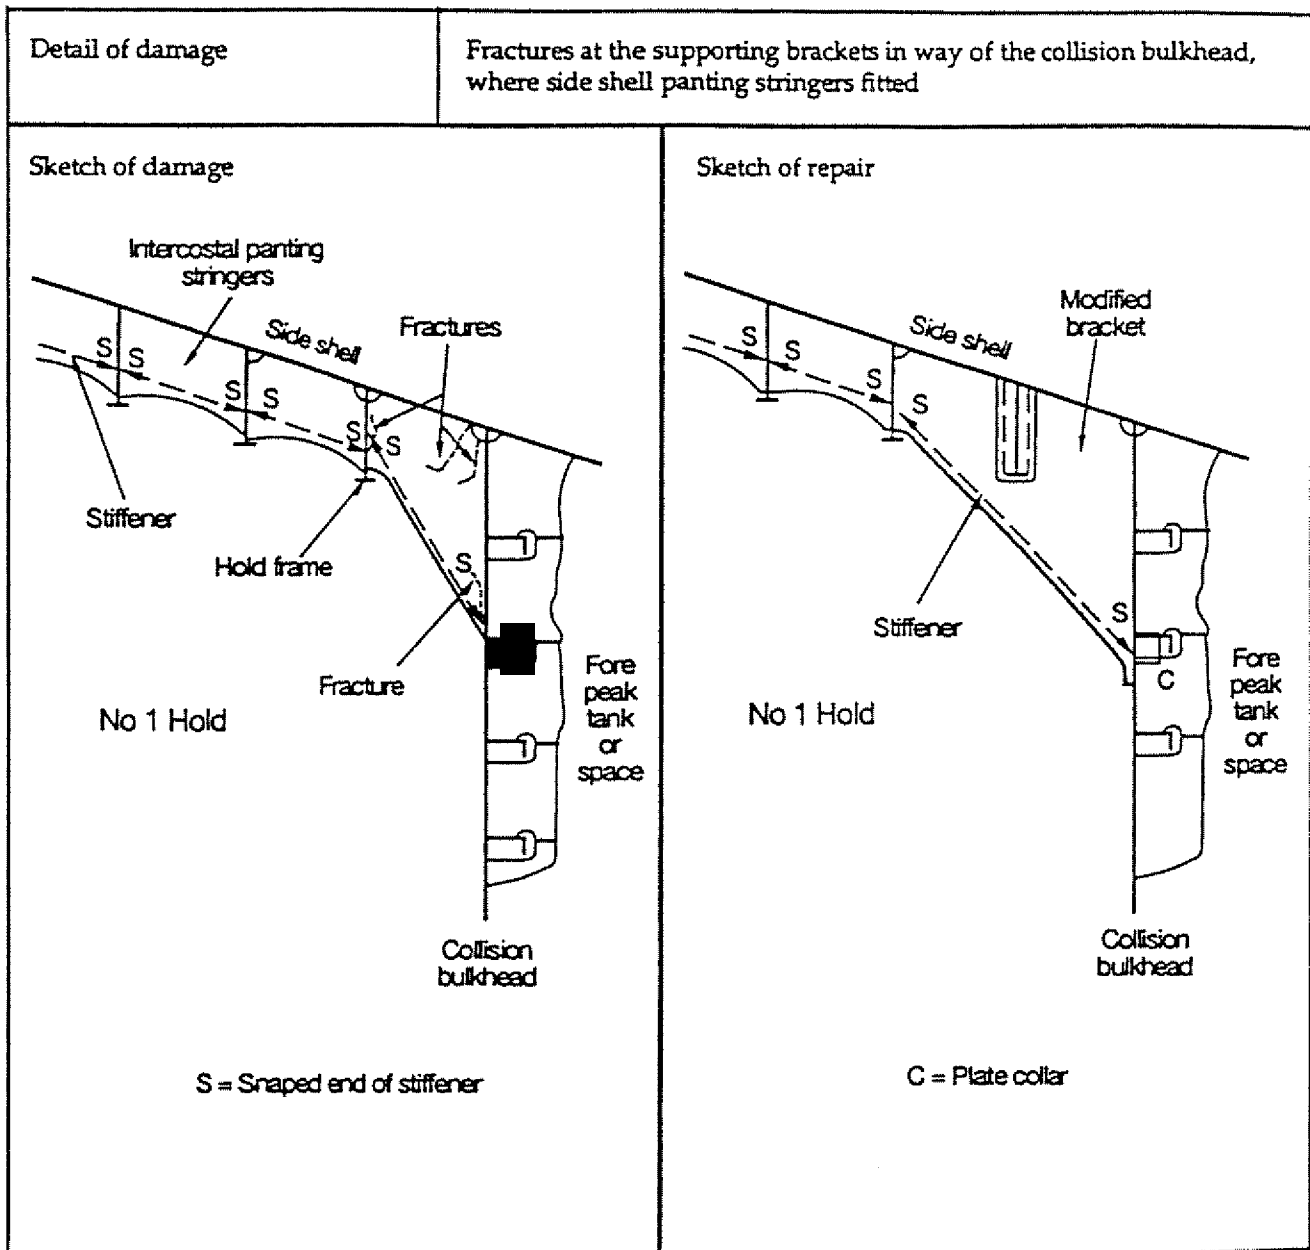 Detail of damage
Fractures at the supporting brackets in way of the collision bulkhead,
where side shell panting stringers fitted
Sketch of damage
Intercostal panting
stringers
Side shell
Fractures
S
S
S
S
S
S
Stiffener
Hold frame
S
Fracture
No 1 Hold
Fore
peak
tank
or
space
Collision
bulkhead
S = Snaped end of stiffener
Sketch of repair
Modified
bracket
Side shell
S
S
S
S
Stiffener
S
C
No 1 Hold
Fore
peak
tank
or
space
Collision
bulkhead
C = Plate collar